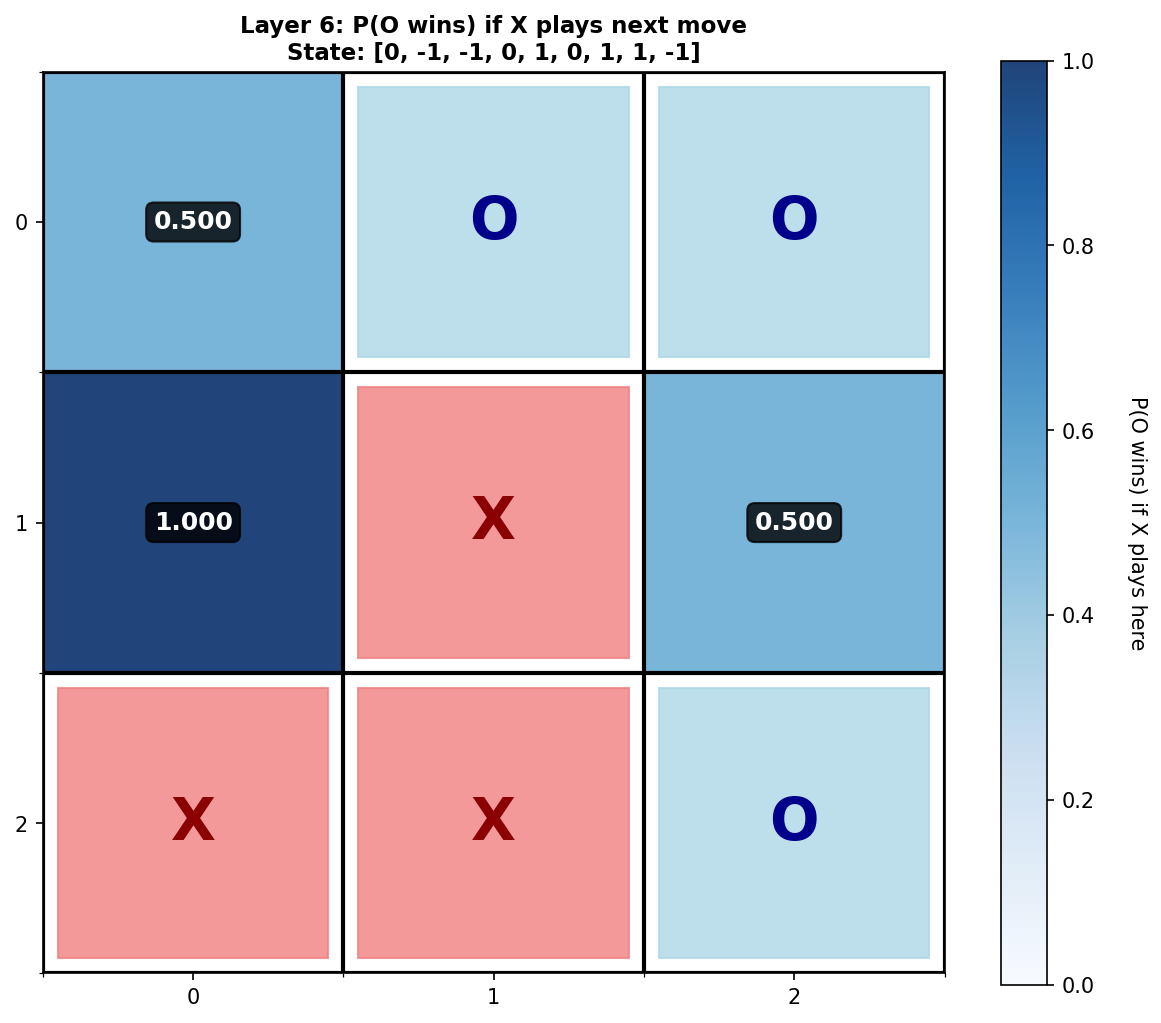 Layer 6: P(O wins) if X plays next move
State: [0, -1, -1, 0, 1, 0, 1, 1, -1]
0
0.500
O
O
1
1.000
X
0.500
2
X
X
O
0
1
2
1.0
0.8
0.6
0.4
0.2
0.0
P(O wins) if X plays here